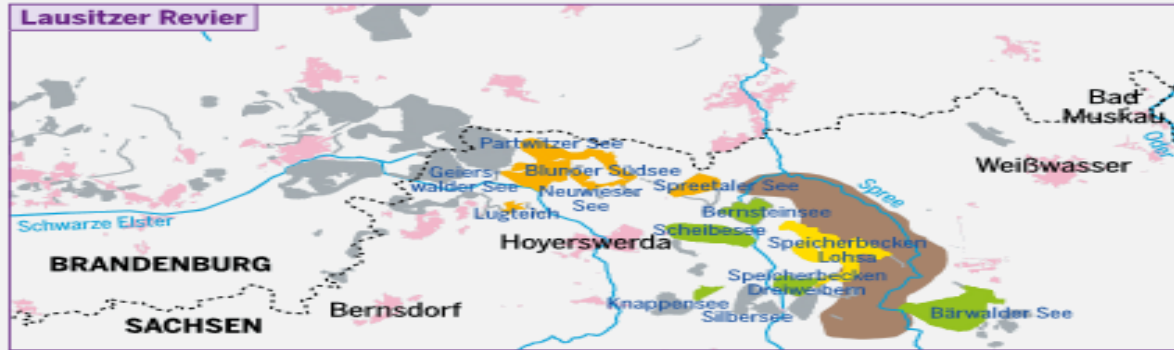 Lausitzer Revier
Bad
Muskau
Oder
Partwitzer See
Weißwasser
Geiers-
walder See
Blunoer Südsee
Neuwieser
See
Spreetaler See
Spree
Lugteich
Bernsteinsee
Schwarze Elster
Scheibesee
Hoyerswerda
Speicherbecken
Lohsa
BRANDENBURG
Speicherbecken
Dreiweibern
Knappensee
Silbersee
Bernsdorf
Bärwalder See
SACHSEN